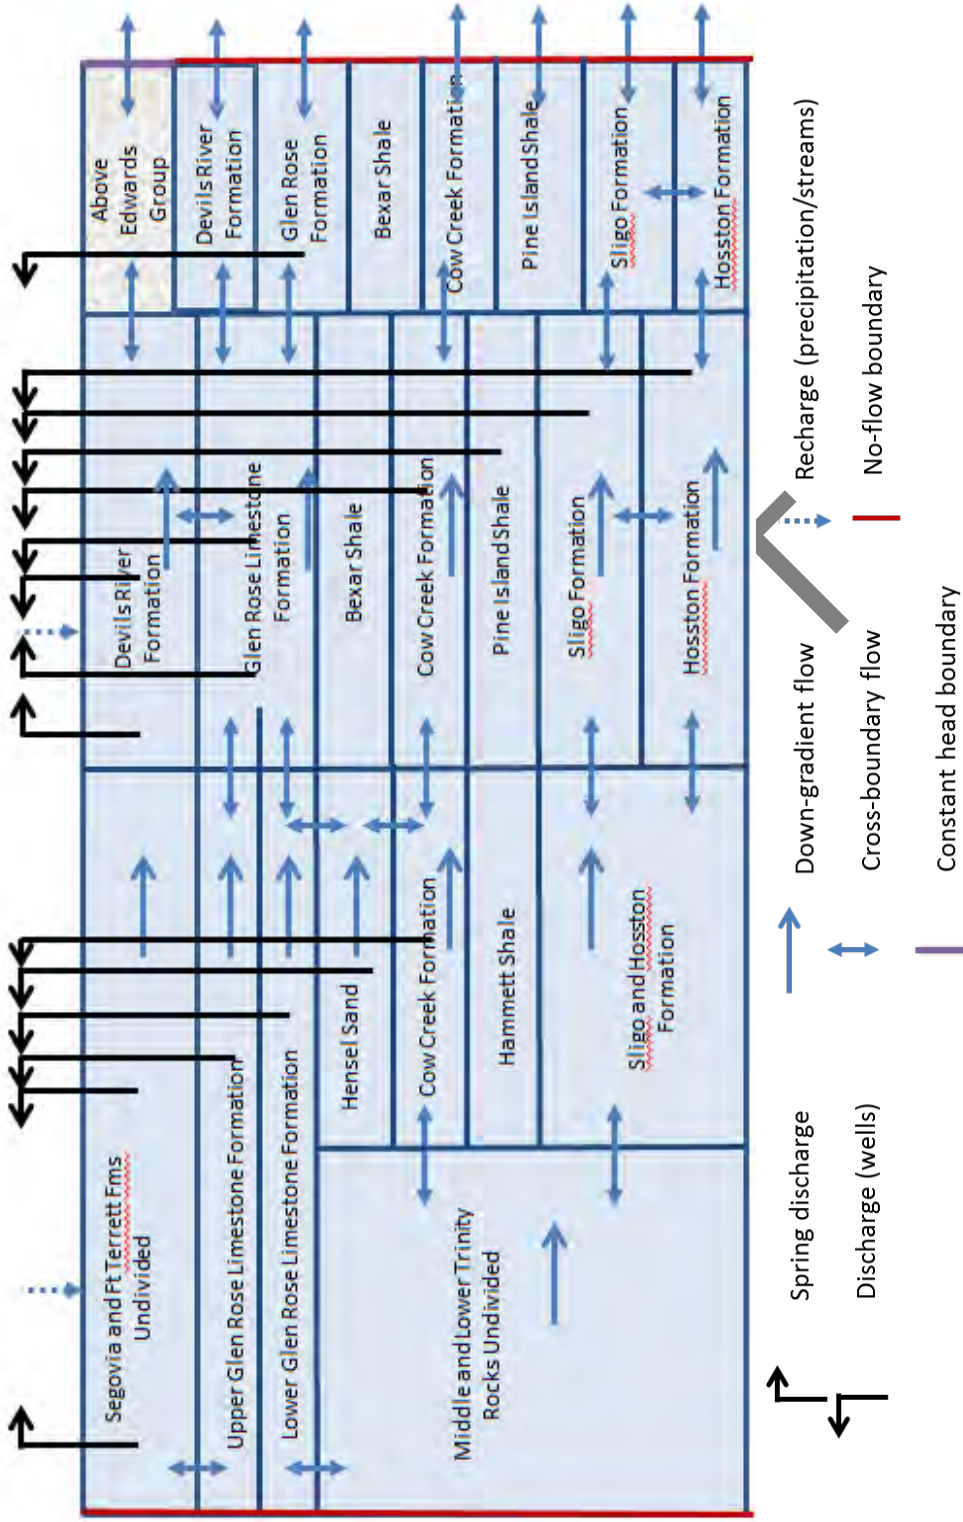 Segovia and Ft Terrett Fms
Undivided
Upper Glen Rose Limestone Formation
Lower Glen Rose Limestone Formation
Middle and Lower Trinity
Rocks Undivided
Hensel Sand
Cow Creek Formation
Hammett Shale
Sligo and Hosston
Formation
Devils River
Formation
Glen Rose Limestone
Formation
Bexar Shale
Cow Creek Formation
Pine Island Shale
Sligo Formation
Hosston Formation
Above
Edwards
Group
Devils River
Formation
Glen Rose
Formation
Bexar Shale
Cow Creek Formation
Pine Island Shale
Sligo Formation
Hosston Formation
Spring discharge
Discharge (wells)
Down-gradient flow
Cross-boundary flow
Constant head boundary
Recharge (precipitation/streams)
No-flow boundary